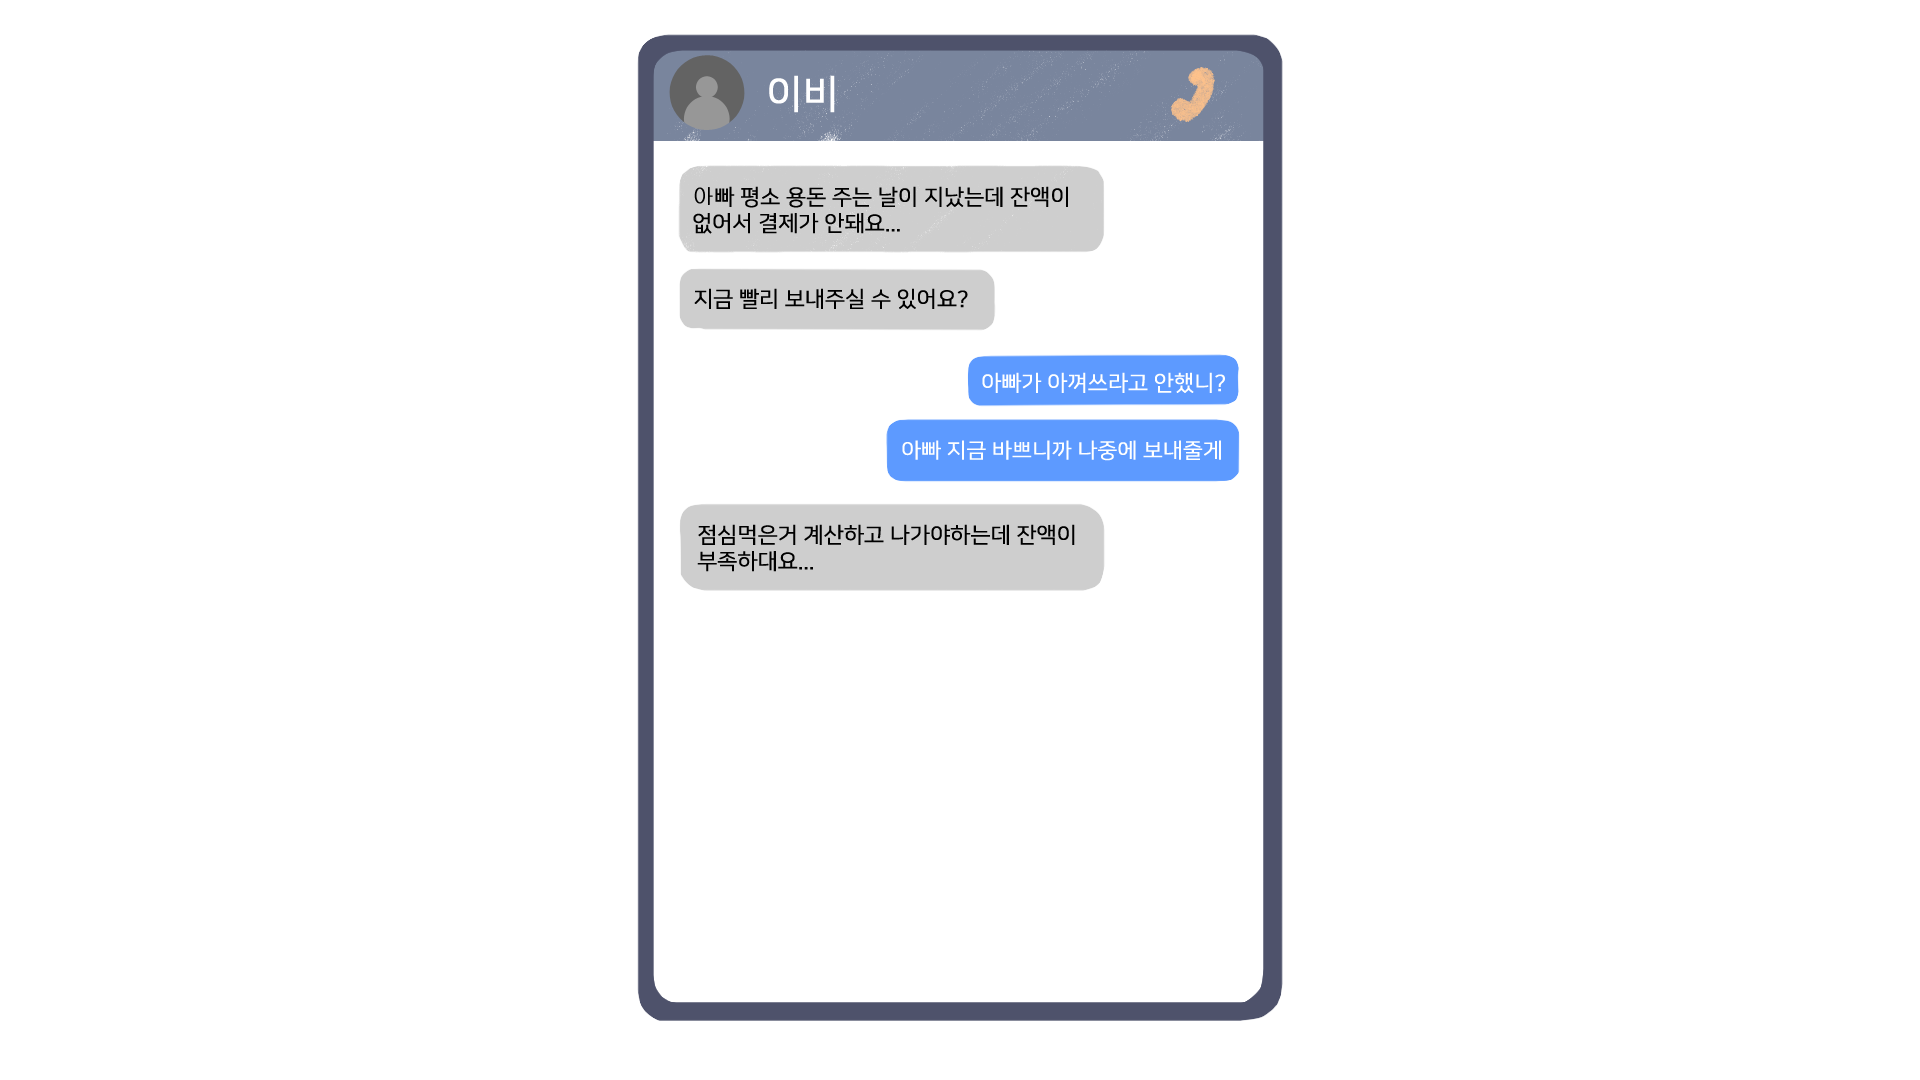 이비
아빠 평소 용돈 주는 날이 지났는데 잔액이
없어서 결제가 안돼요...
지금 빨리 보내주실 수 있어요?
아빠가 아껴쓰라고 안했니?
아빠 지금 바쁘니까 나중에 보내줄게
점심먹은거 계산하고 나가야하는데 잔액이
부족하대요...